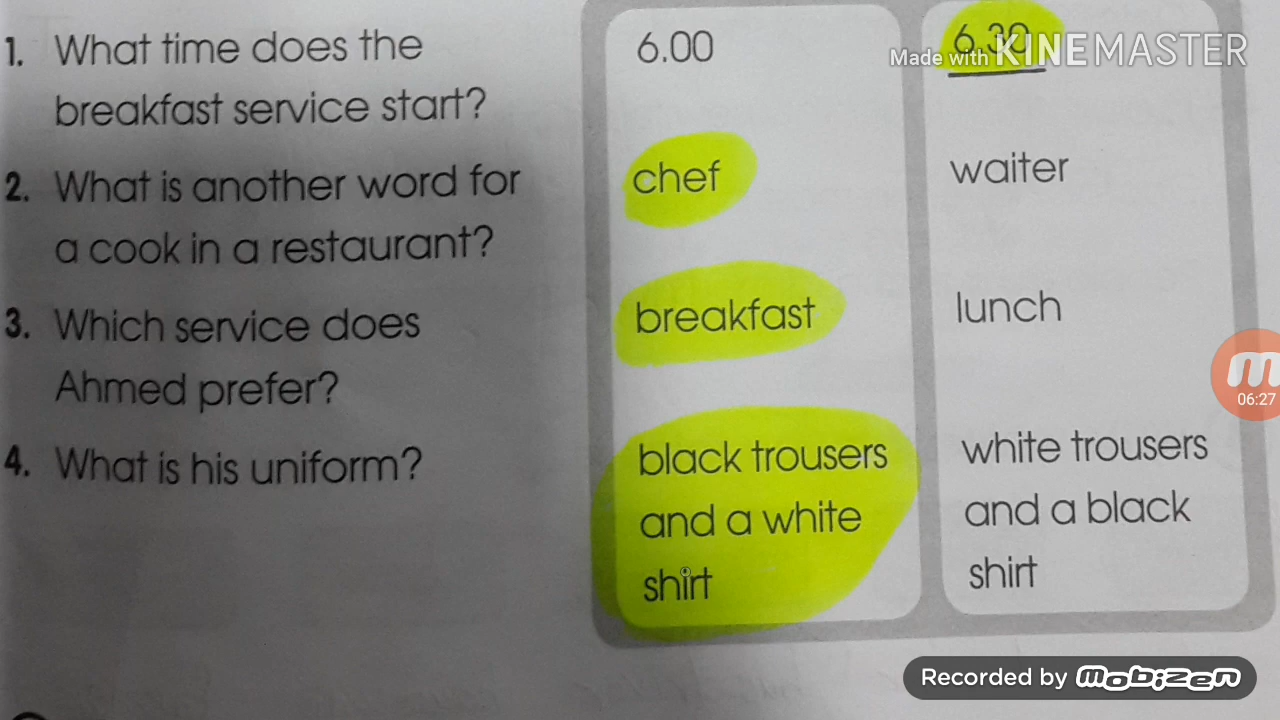 1. What time does the
breakfast service start?
6.00
6.30
Made with KINEMASTER
2. What is another word for
a cook in a restaurant?
chef
waiter
3. Which service does
Ahmed prefer?
breakfast
lunch
06:27
4. What is his uniform?
black trousers
and a white
shirt
white trousers
and a black
shirt
Recorded by Mobizen